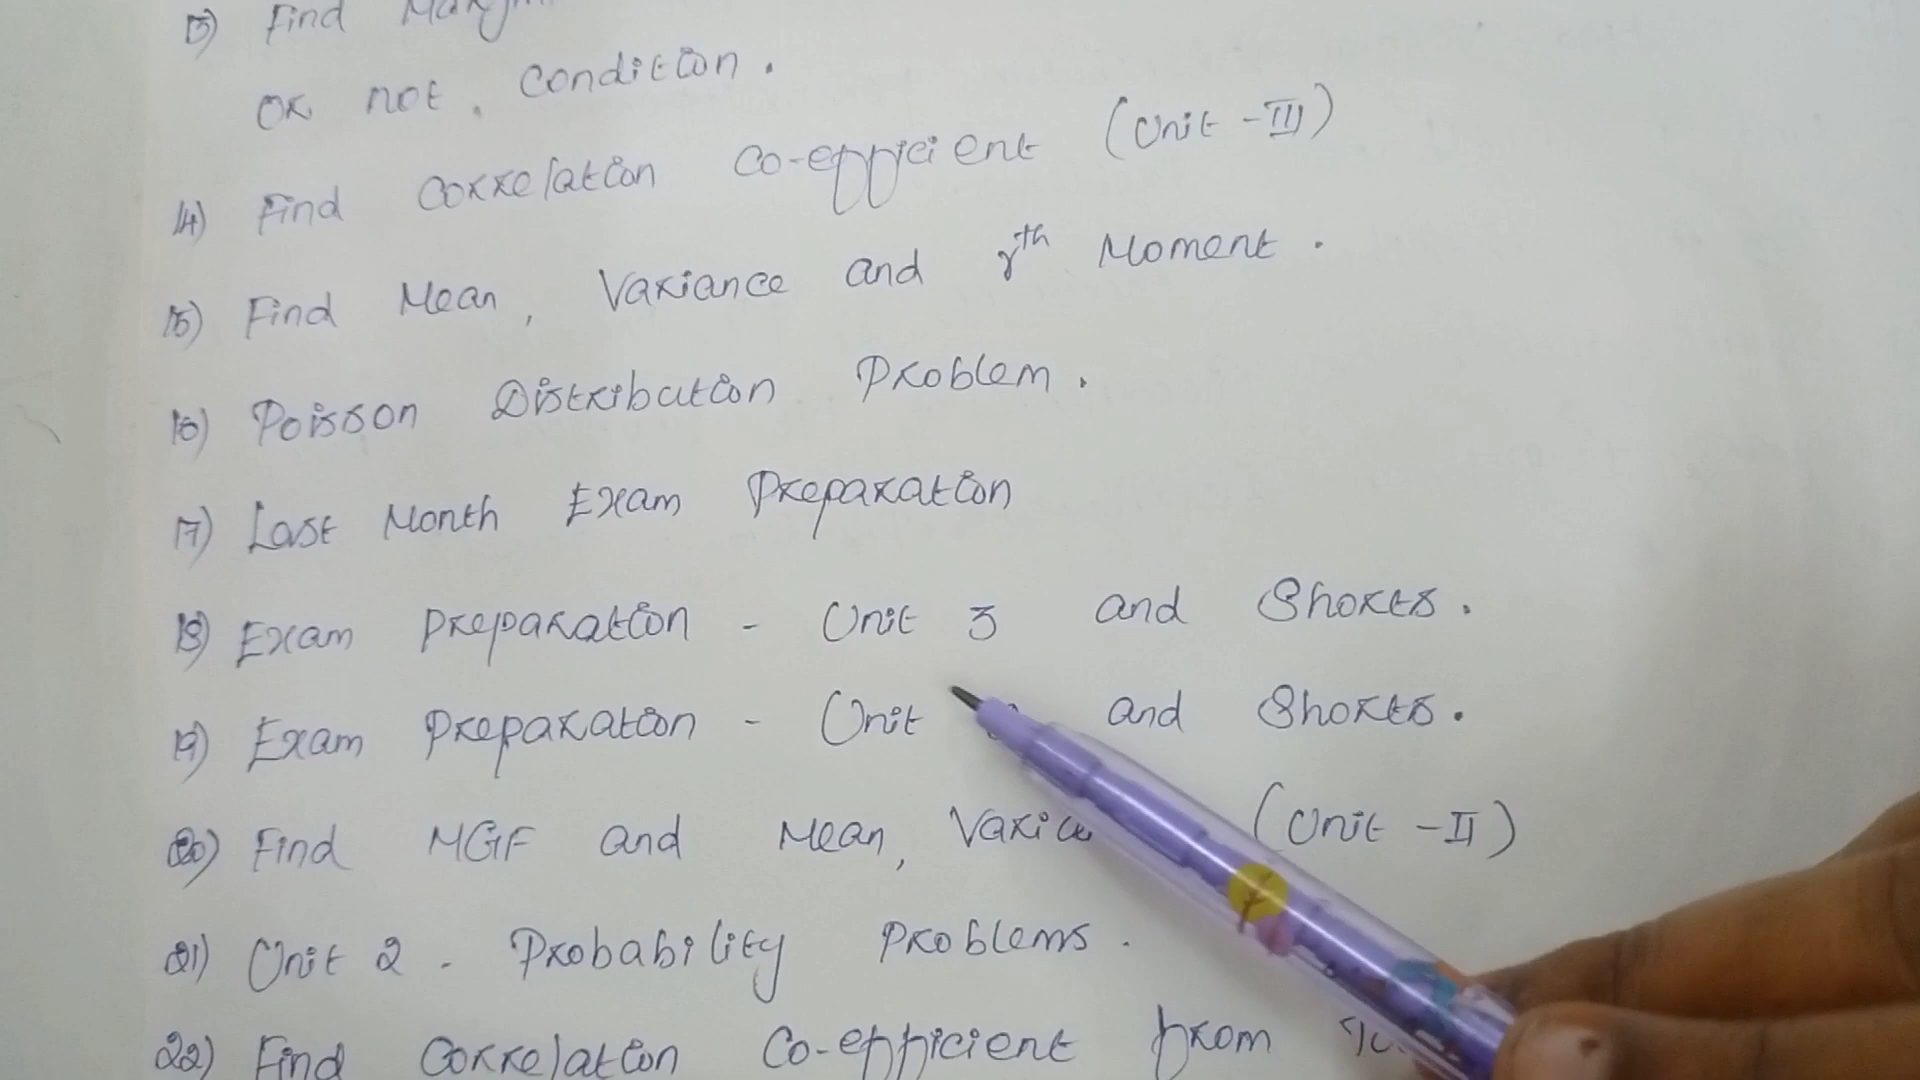 13) Find
or not. Condition.
14) Find Correlation Co-efficient (Unit - III)
15) Find Mean, Variance and rth Moment.
16) Poisson Distribution Problem.
17) Last Month Exam Preparation
18) Exam Preparation - Unit 3 and Shorts.
19) Exam Preparation - Unit and Shorts.
20) Find MGF and Mean, (Unit - II)
21) Unit 2 - Probability Problems.
22) Find Correlation Co-efficient from